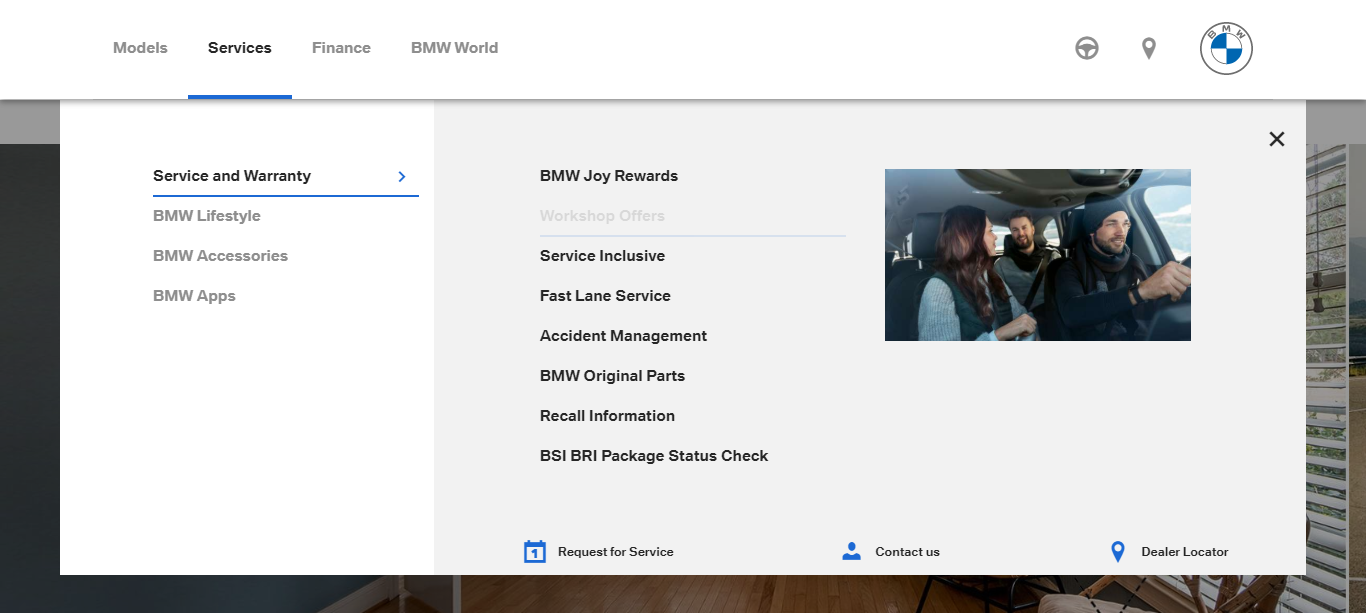 Models
Services
Finance
BMW World
BMW
Service and Warranty
BMW Lifestyle
BMW Accessories
BMW Apps
BMW Joy Rewards
Workshop Offers
Service Inclusive
Fast Lane Service
Accident Management
BMW Original Parts
Recall Information
BSI BRI Package Status Check
1
Request for Service
Contact us
Dealer Locator